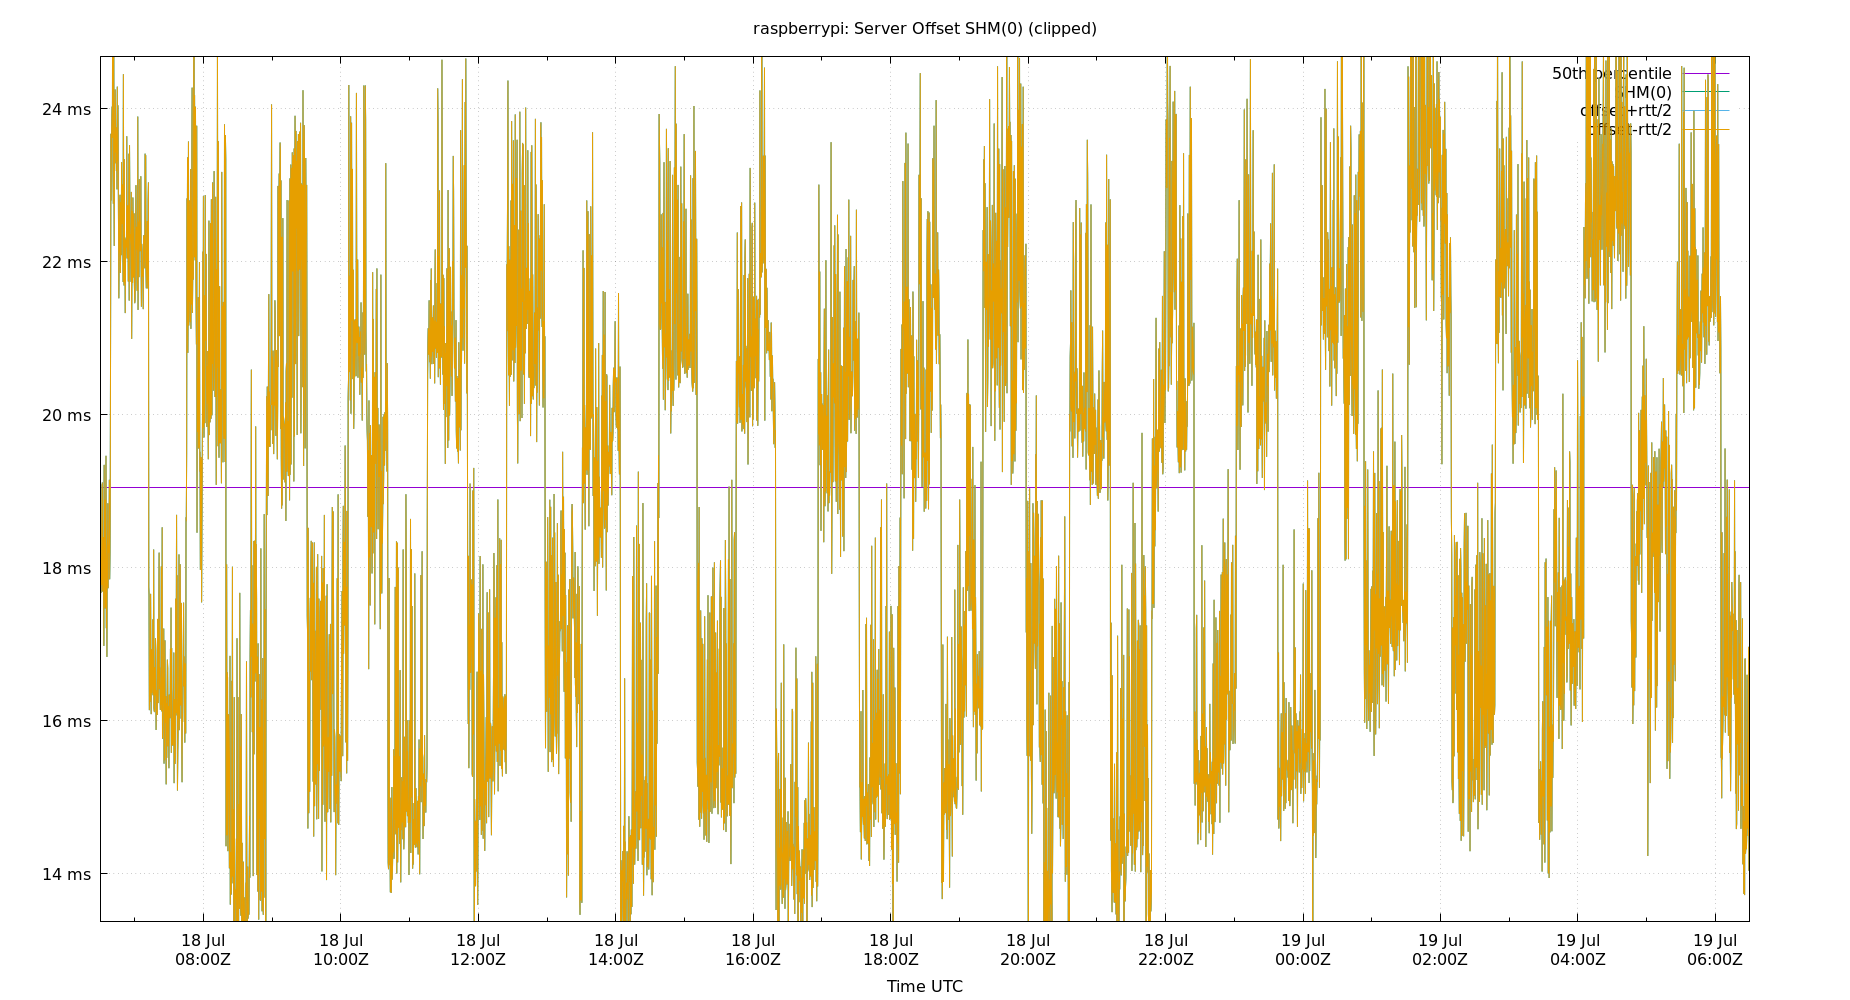 raspberrypi: Server Offset SHM(0) (clipped)
50th percentile
SHM(0)
offset+rtt/2
offset-rtt/2
24 ms
22 ms
20 ms
18 ms
16 ms
14 ms
18 Jul 18 Jul 18 Jul 18 Jul 18 Jul 18 Jul 18 Jul 18 Jul 19 Jul 19 Jul 19 Jul 19 Jul
08:00Z 10:00Z 12:00Z 14:00Z 16:00Z 18:00Z 20:00Z 22:00Z 00:00Z 02:00Z 04:00Z 06:00Z
Time UTC